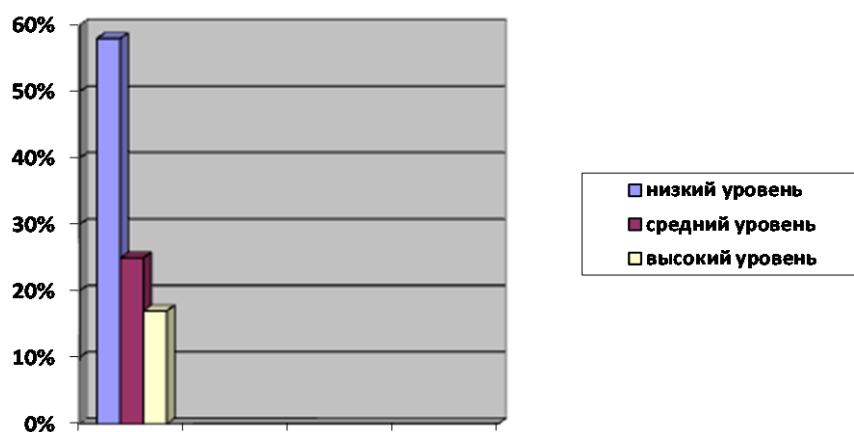 60%
50%
40%
30%
20%
10%
0%
низкий уровень
средний уровень
высокий уровень